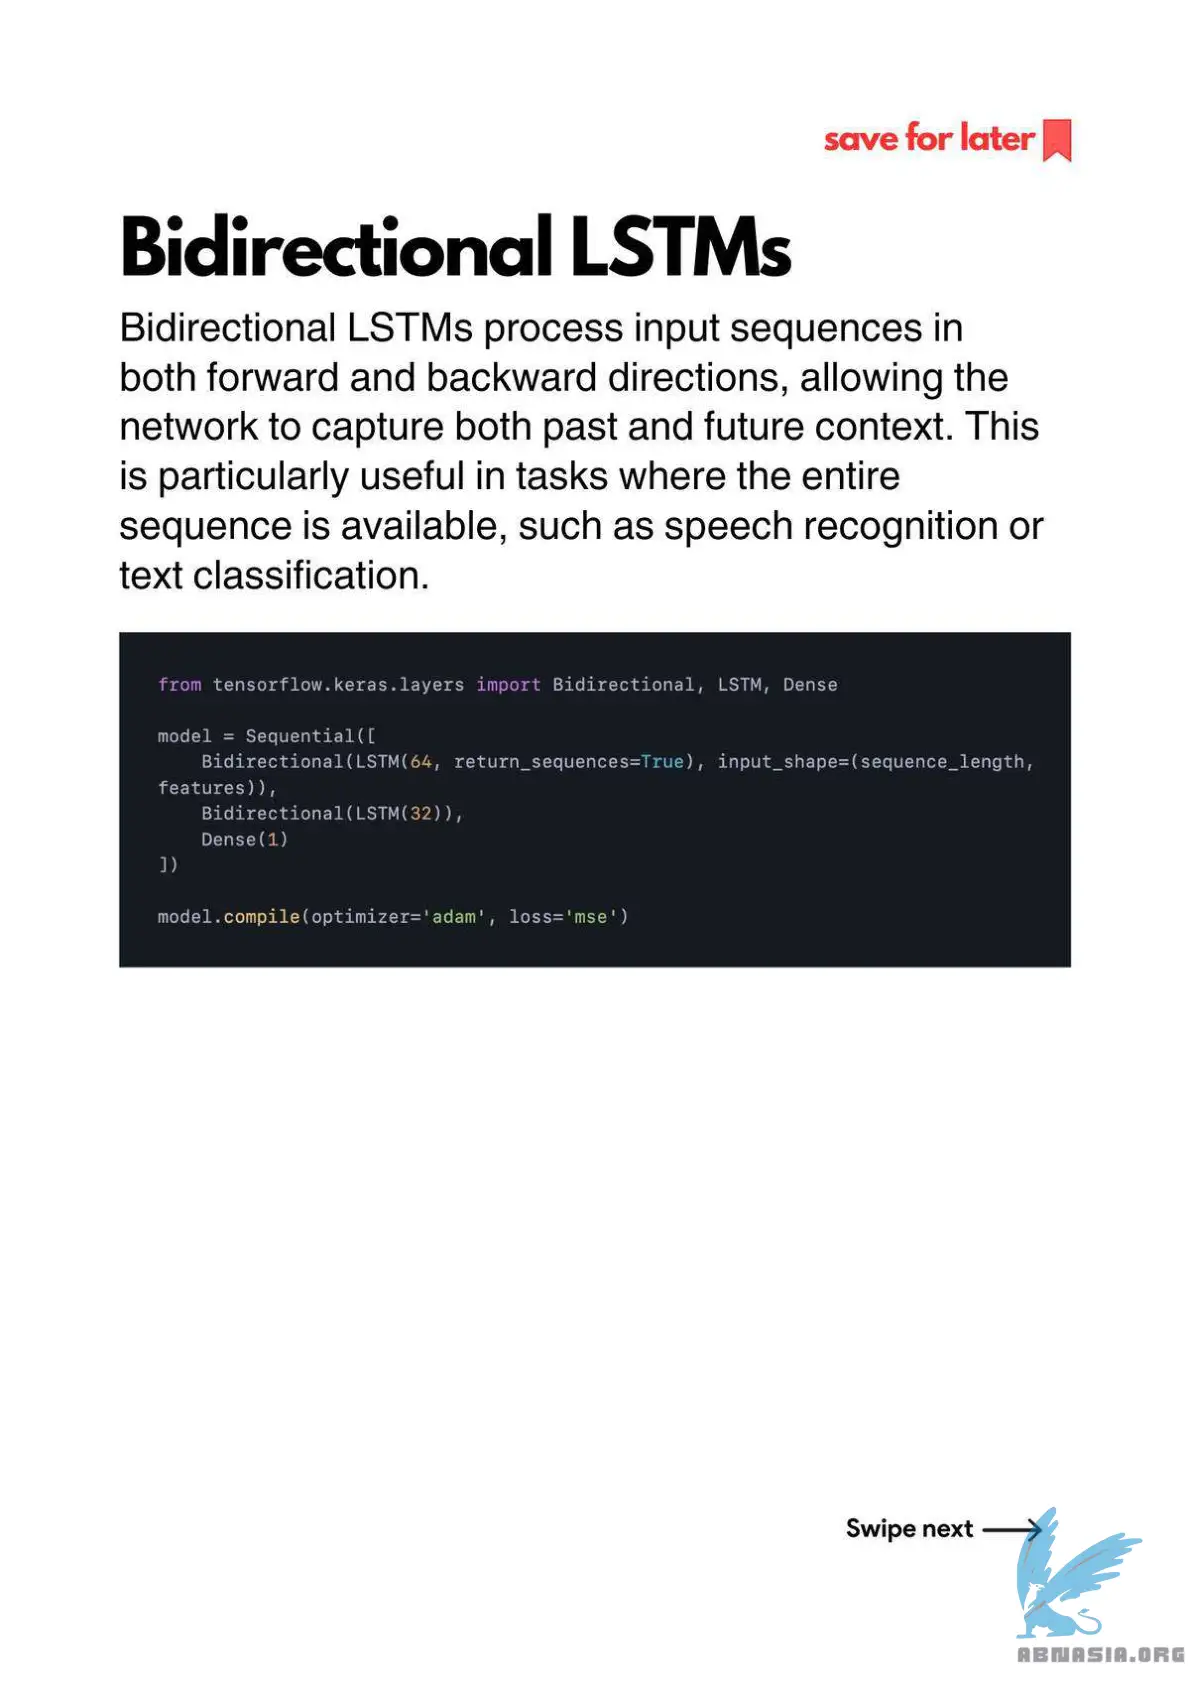 save for later
Bidirectional LSTMs
Bidirectional LSTMs process input sequences in
both forward and backward directions, allowing the
network to capture both past and future context. This
is particularly useful in tasks where the entire
sequence is available, such as speech recognition or
text classification.
from tensorflow.keras.layers import Bidirectional, LSTM, Dense
model = Sequential([
    Bidirectional(LSTM(64, return_sequences=True), input_shape=(sequence_length,
features)),
    Bidirectional(LSTM(32)),
    Dense(1)
])
model.compile(optimizer='adam', loss='mse')
Swipe next
ABNASIA.ORG